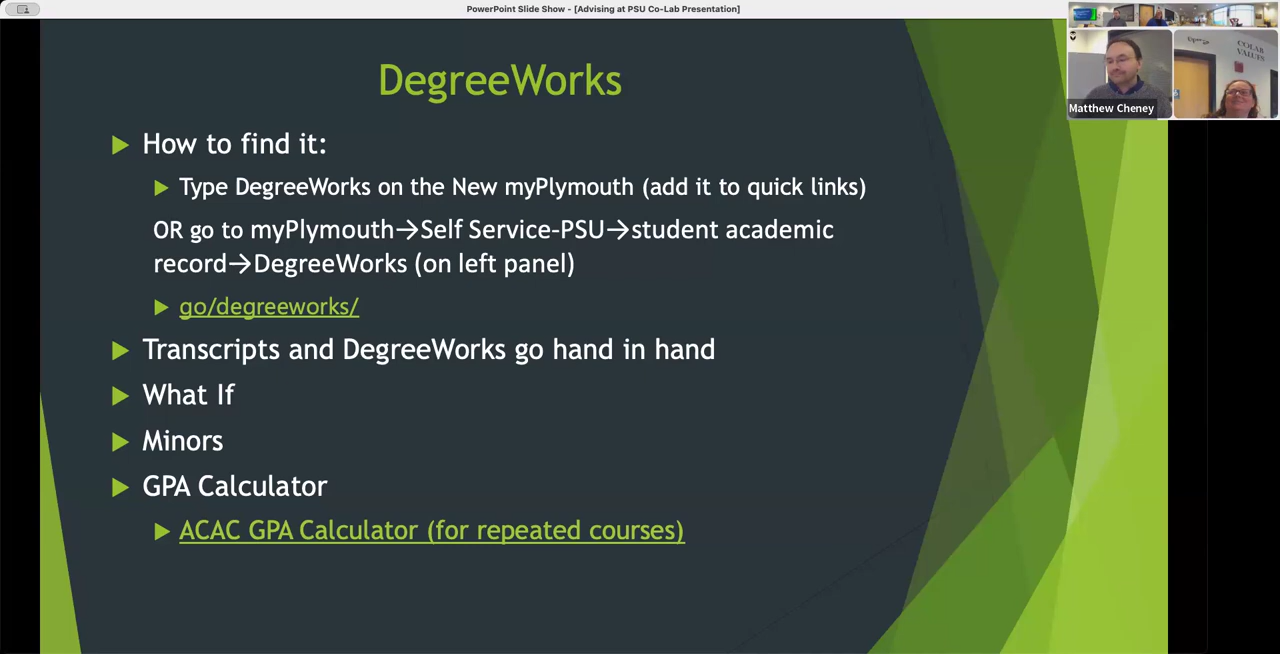 PowerPoint Slide Show - [Advising at PSU Co-Lab Presentation]
DegreeWorks
How to find it:
Type DegreeWorks on the New myPlymouth (add it to quick links)
OR go to myPlymouth→Self Service-PSU→student academic
record→DegreeWorks (on left panel)
go/degreeworks/
Transcripts and DegreeWorks go hand in hand
What If
Minors
GPA Calculator
ACAC GPA Calculator (for repeated courses)
Matthew Cheney
COLAB
VALUES